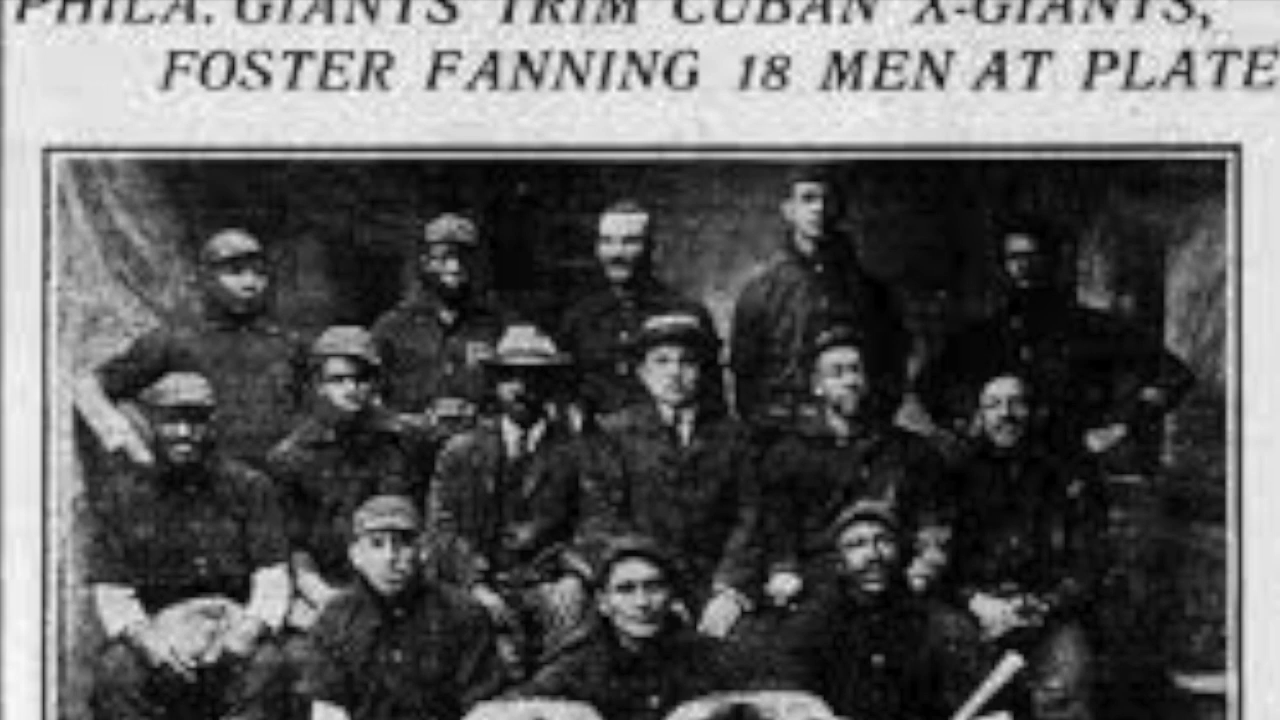 PHILA. GIANTS TRIM CUBAN X-GIANTS,
FOSTER FANNING 18 MEN AT PLATE